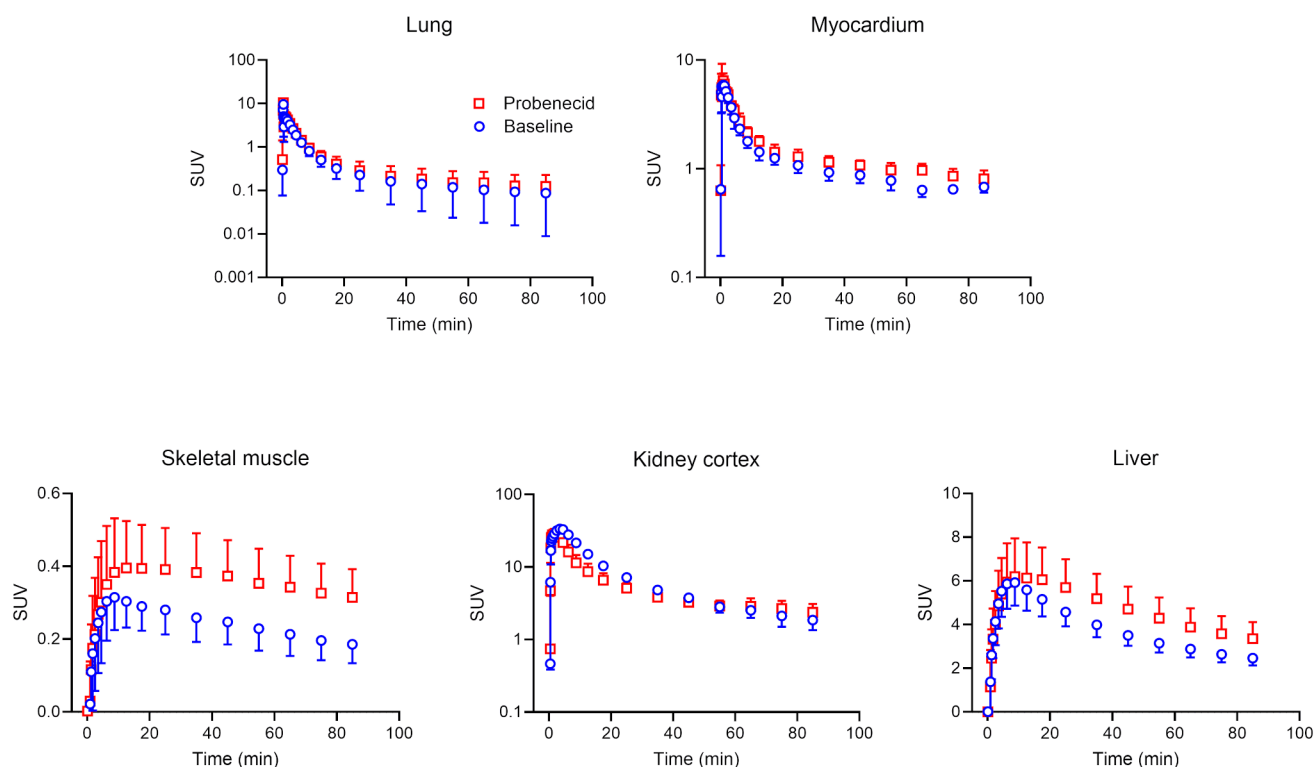 Lung
Myocardium
100
10
1
0.1
0.01
0.001
SUV
Probenecid
Baseline
0 20 40 60 80 100
Time (min)
10
1
0.1
SUV
0 20 40 60 80 100
Time (min)
Skeletal muscle
Kidney cortex
Liver
0.6
0.4
0.2
0.0
SUV
0 20 40 60 80 100
Time (min)
100
10
1
0.1
SUV
0 20 40 60 80 100
Time (min)
10
8
6
4
2
0
SUV
0 20 40 60 80 100
Time (min)